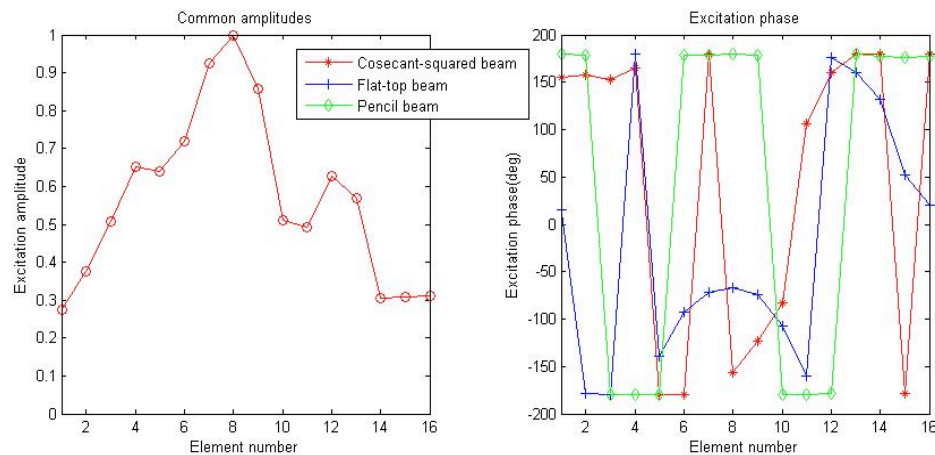 Common amplitudes
1
0.9
0.8
0.7
0.6
0.5
0.4
0.3
0.2
0.1
0
2 4 6 8 10 12 14 16
Element number
Excitation amplitude
Cosecant-squared beam
Flat-top beam
Pencil beam
Excitation phase
200
150
100
50
0
-50
-100
-150
-200
2 4 6 8 10 12 14 16
Element number
Excitation phase(deg)